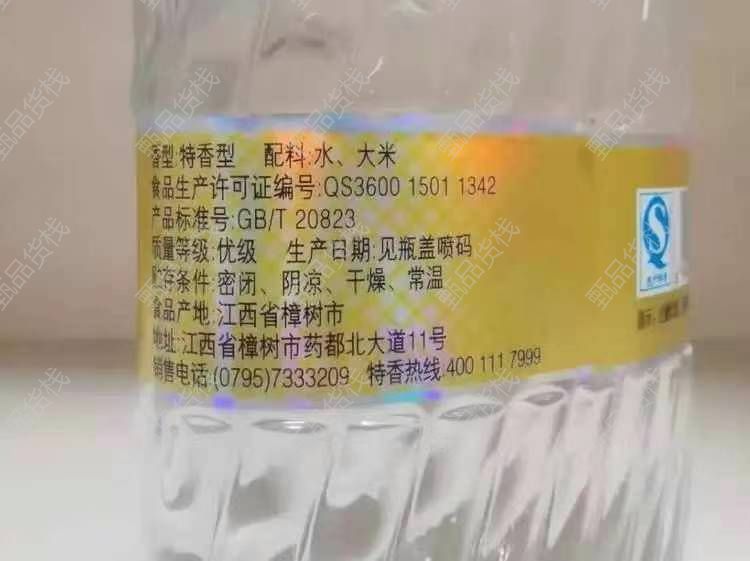 香型:特香型 配料:水、大米
食品生产许可证编号:QS3600 1501 1342
产品标准号:GB/T 20823
质量等级:优级 生产日期:见瓶盖喷码
贮存条件:密闭、阴凉、干燥、常温
食品产地:江西省樟树市
地址:江西省樟树市药都北大道11号
销售电话:(0795)7333209 特香热线:400 111 7999
甄品货栈